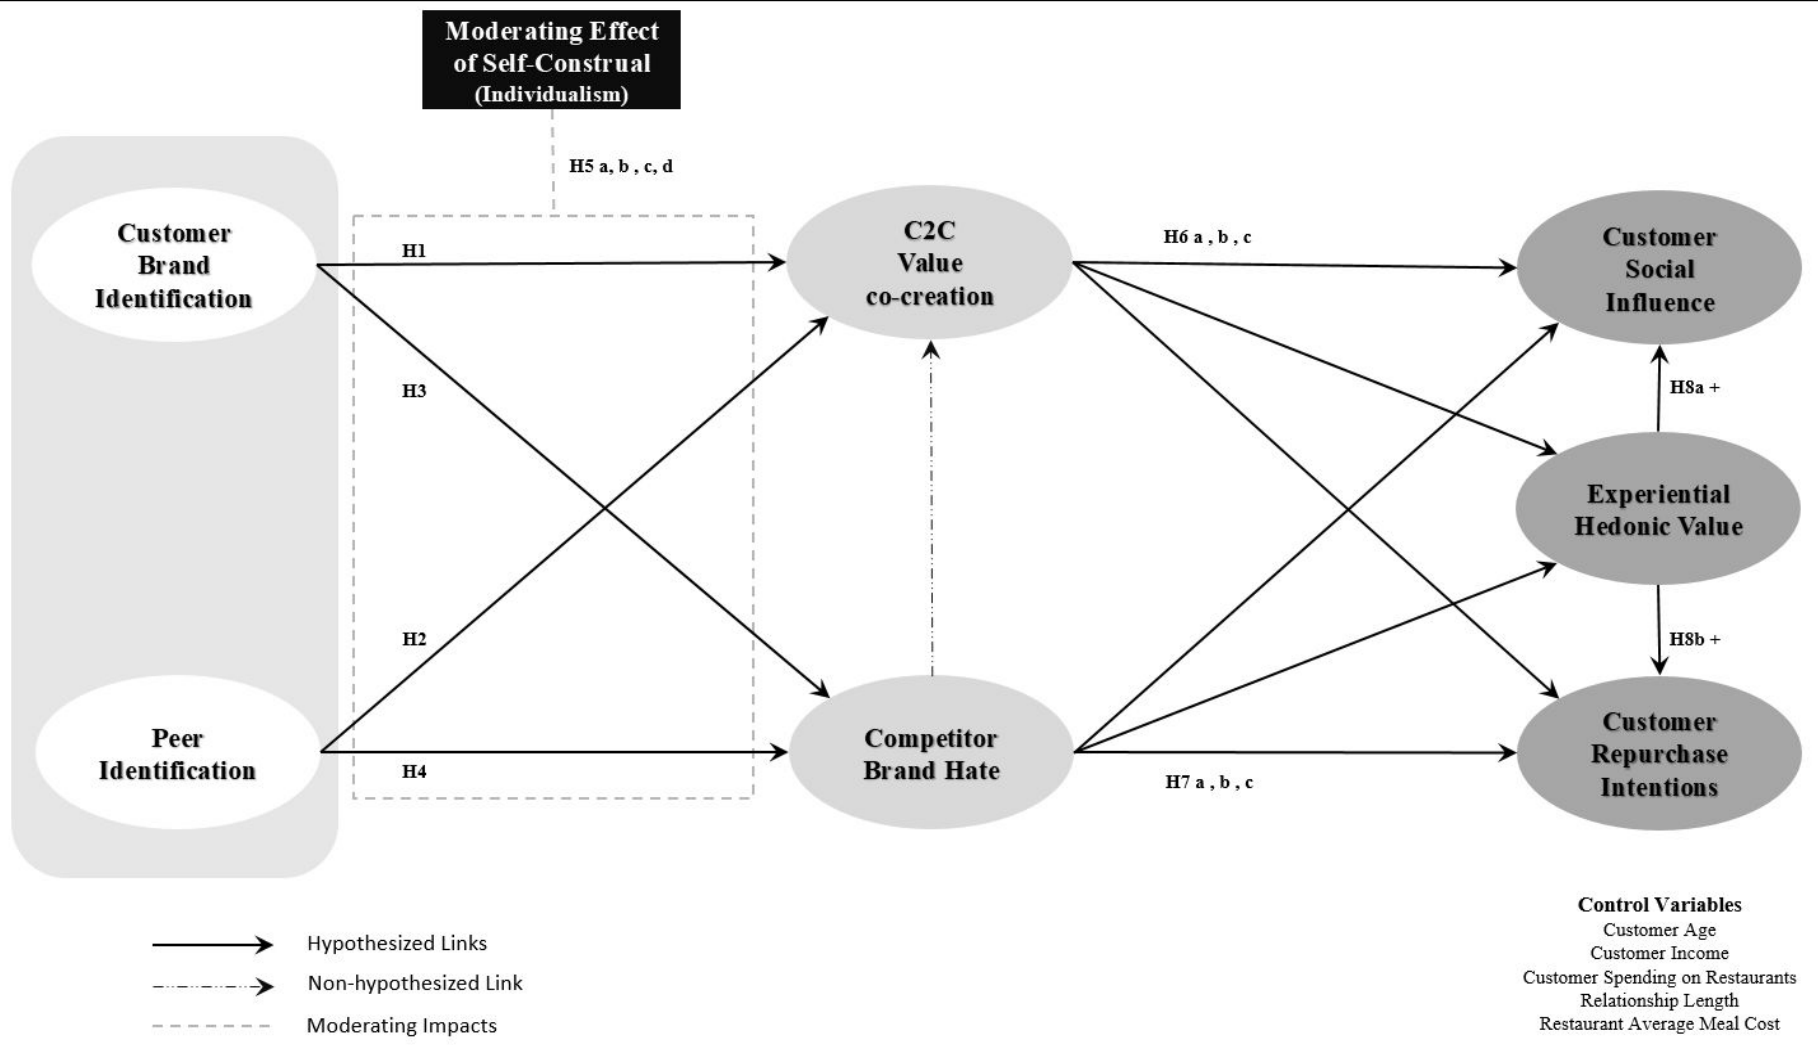 Moderating Effect
of Self-Construal
(Individualism)
H5 a, b , c, d
Customer
Brand
Identification
H1
C2C
Value
co-creation
H6 a , b , c
Customer
Social
Influence
H3
H8a +
Experiential
Hedonic Value
H2
H8b +
Peer
Identification
H4
Competitor
Brand Hate
H7 a , b , c
Customer
Repurchase
Intentions
Hypothesized Links
Non-hypothesized Link
Moderating Impacts
Control Variables
Customer Age
Customer Income
Customer Spending on Restaurants
Relationship Length
Restaurant Average Meal Cost